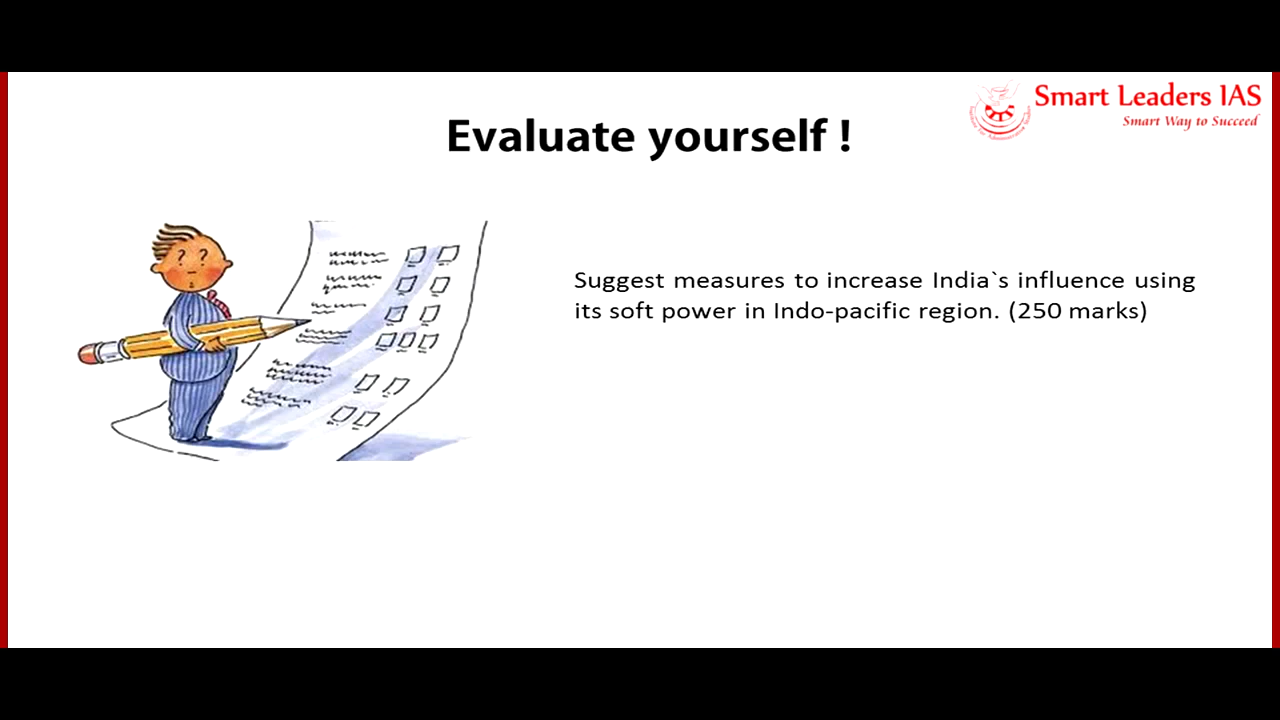 Smart Leaders IAS
Smart Way to Succeed
Evaluate yourself !
Suggest measures to increase India`s influence using
its soft power in Indo-pacific region. (250 marks)